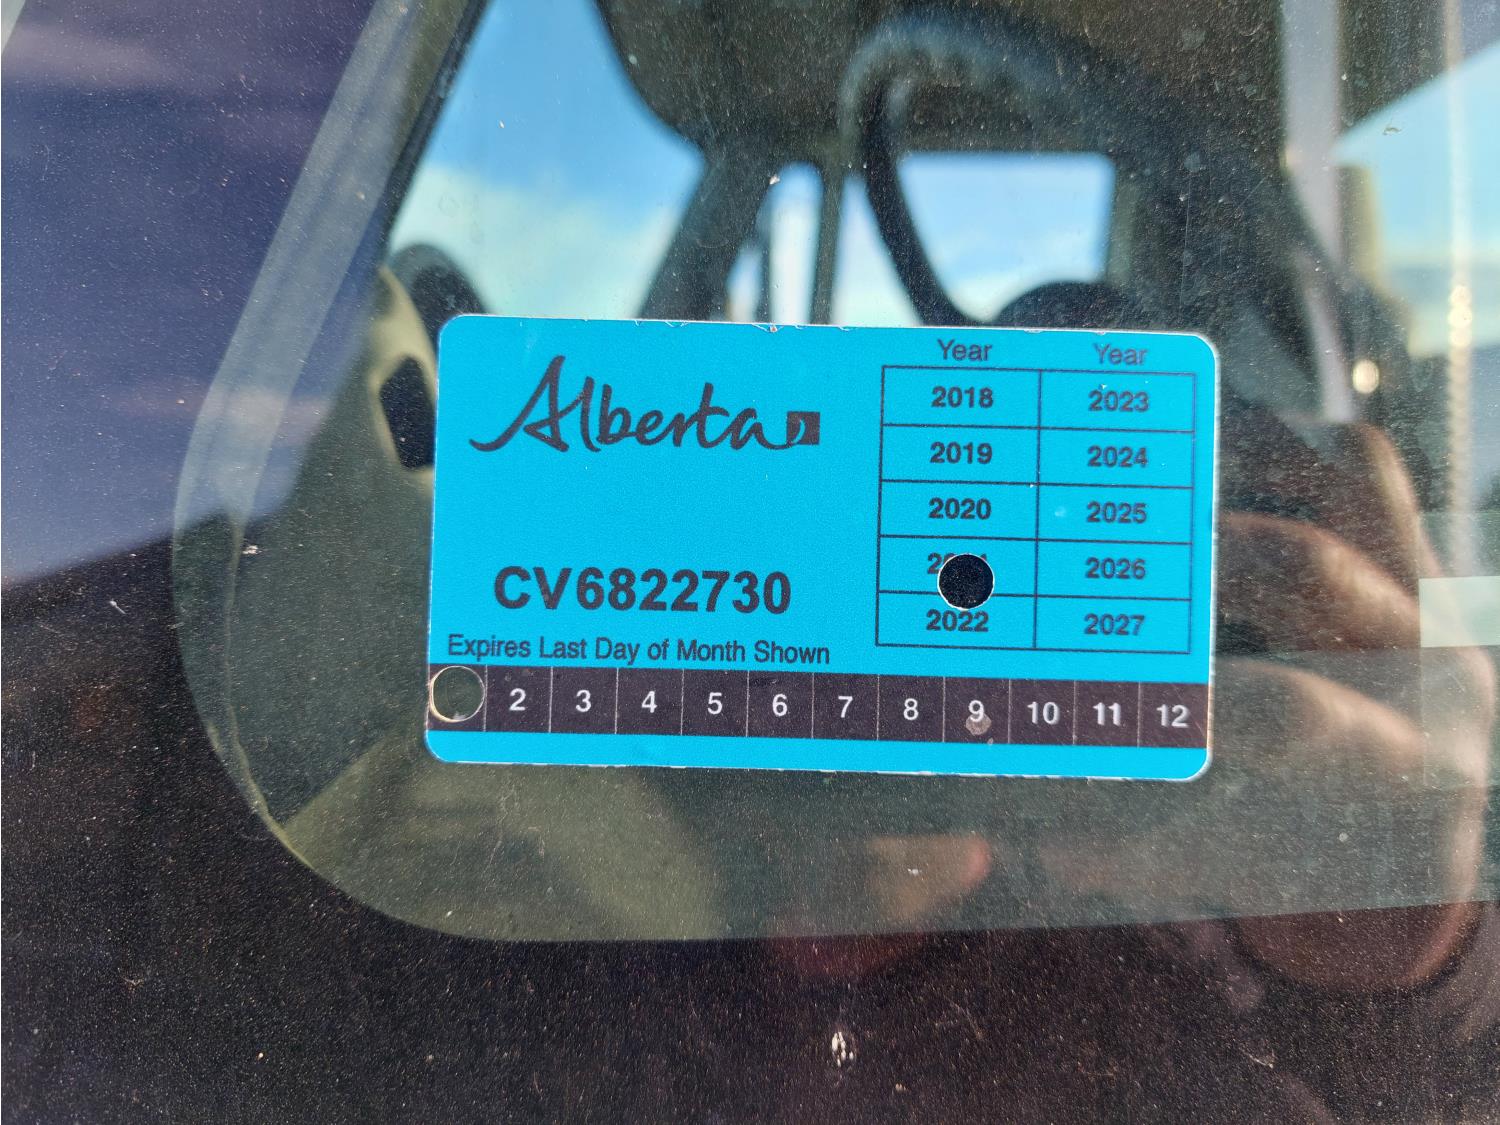 Alberta
Year Year
2018 2023
2019 2024
2020 2025
2026
2022 2027
CV6822730
Expires Last Day of Month Shown
2 3 4 5 6 7 8 9 10 11 12